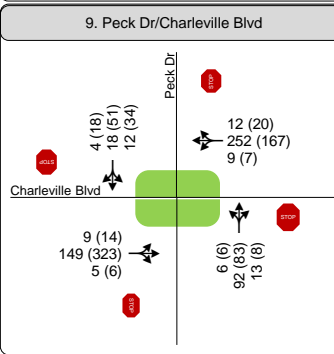 9. Peck Dr/Charleville Blvd
Peck Dr
STOP
4 (18)
18 (51)
12 (34)
12 (20)
252 (167)
9 (7)
STOP
Charleville Blvd
9 (14)
149 (323)
5 (6)
6 (6)
92 (83)
13 (8)
STOP
STOP